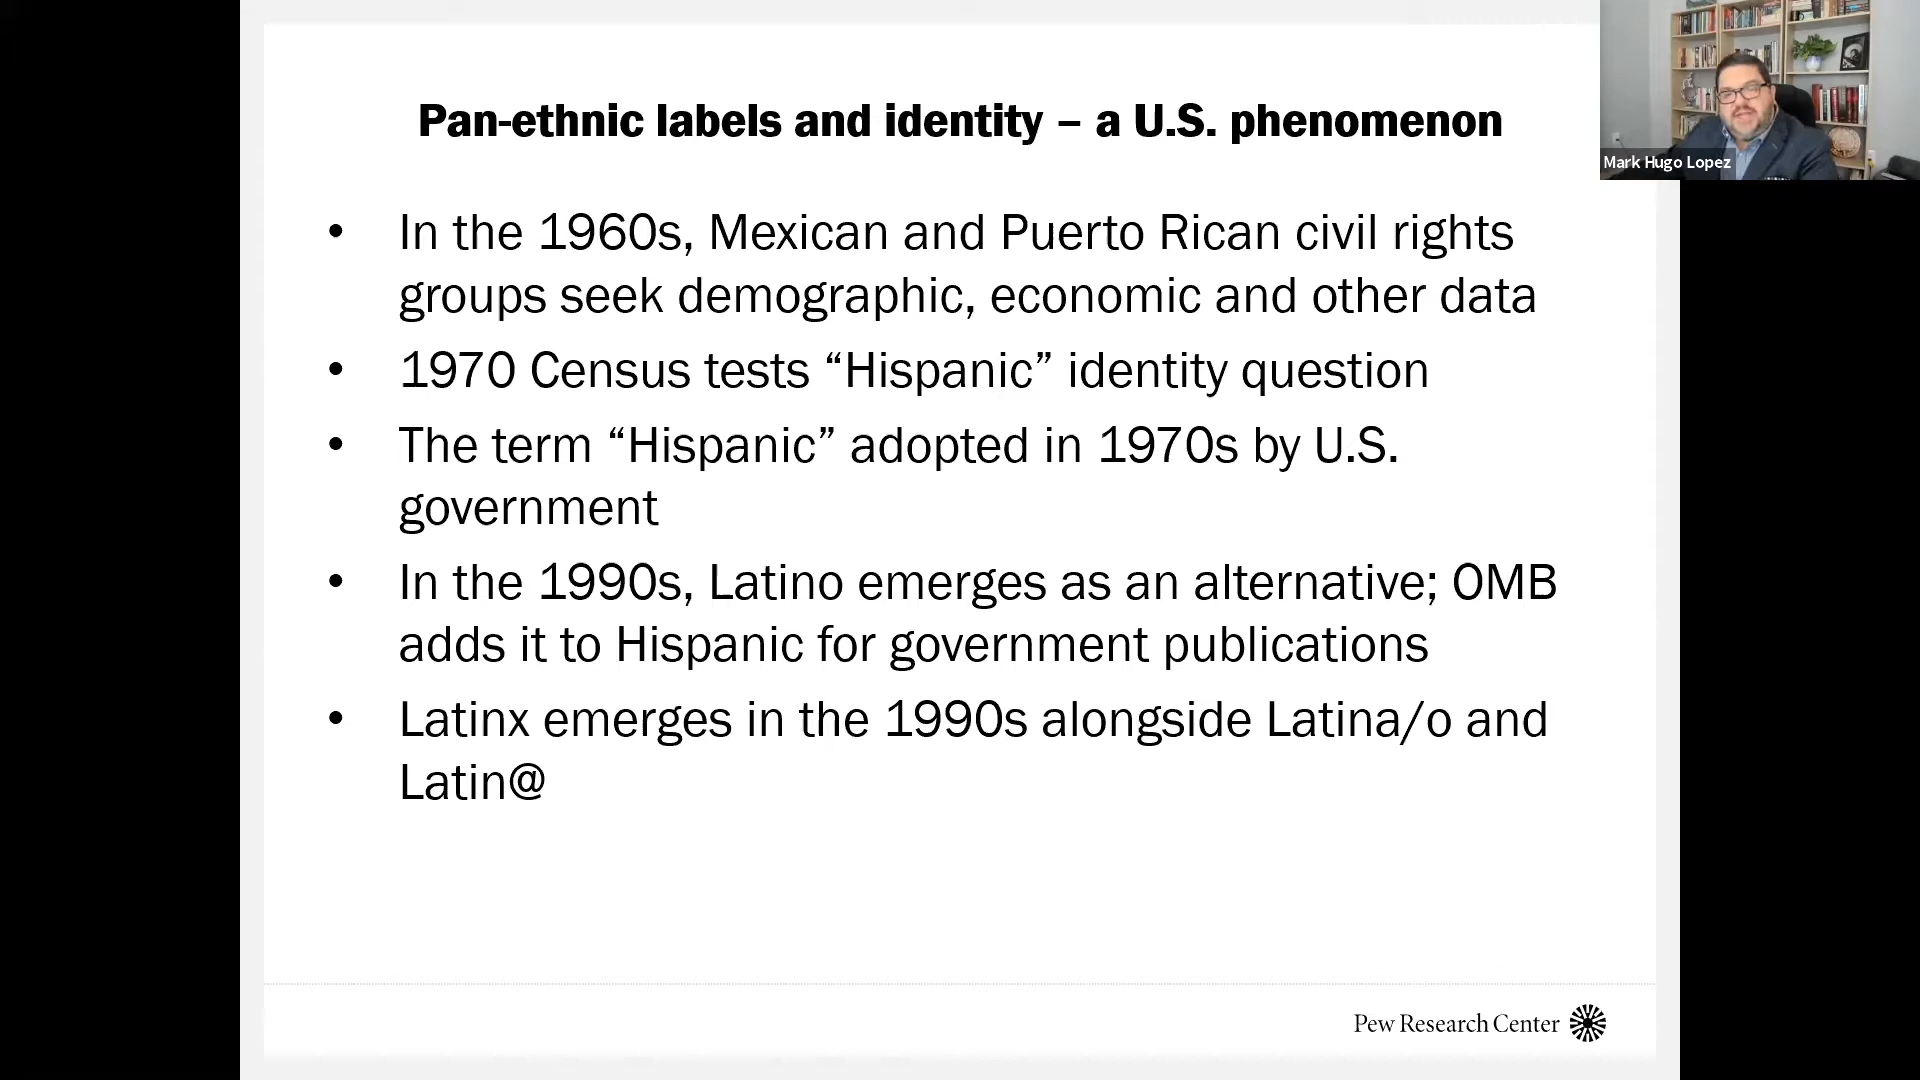 Pan-ethnic labels and identity – a U.S. phenomenon
Mark Hugo Lopez
• In the 1960s, Mexican and Puerto Rican civil rights
groups seek demographic, economic and other data
• 1970 Census tests “Hispanic” identity question
• The term “Hispanic” adopted in 1970s by U.S.
government
• In the 1990s, Latino emerges as an alternative; OMB
adds it to Hispanic for government publications
• Latinx emerges in the 1990s alongside Latina/o and
Latin@
Pew Research Center